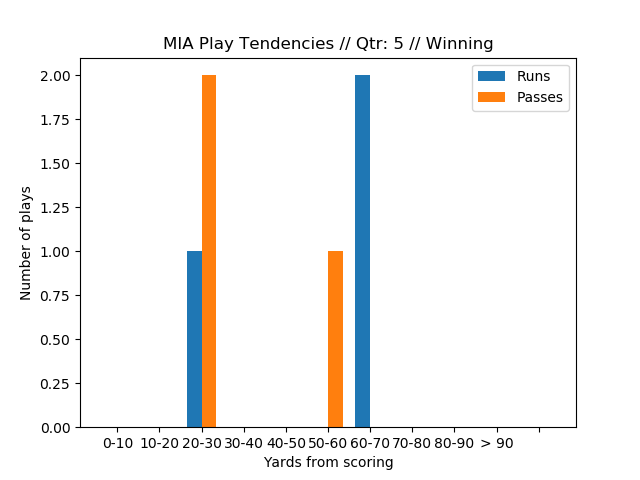 MIA Play Tendencies // Qtr: 5 // Winning
Runs
Passes
2.00
1.75
1.50
1.25
1.00
0.75
0.50
0.25
0.00
Number of plays
0-10 10-20 20-30 30-40 40-50 50-60 60-70 70-80 80-90 > 90
Yards from scoring